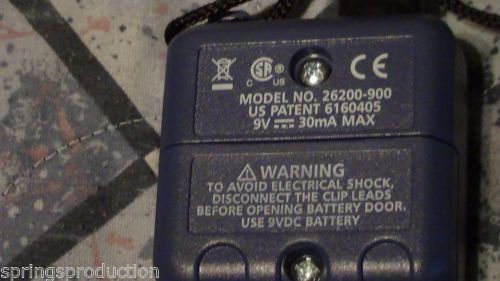 C US
CE
MODEL NO. 26200-900
US PATENT 6160405
9V 30mA MAX
WARNING
TO AVOID ELECTRICAL SHOCK,
DISCONNECT THE CLIP LEADS
BEFORE OPENING BATTERY DOOR.
USE 9VDC BATTERY
springsproduction